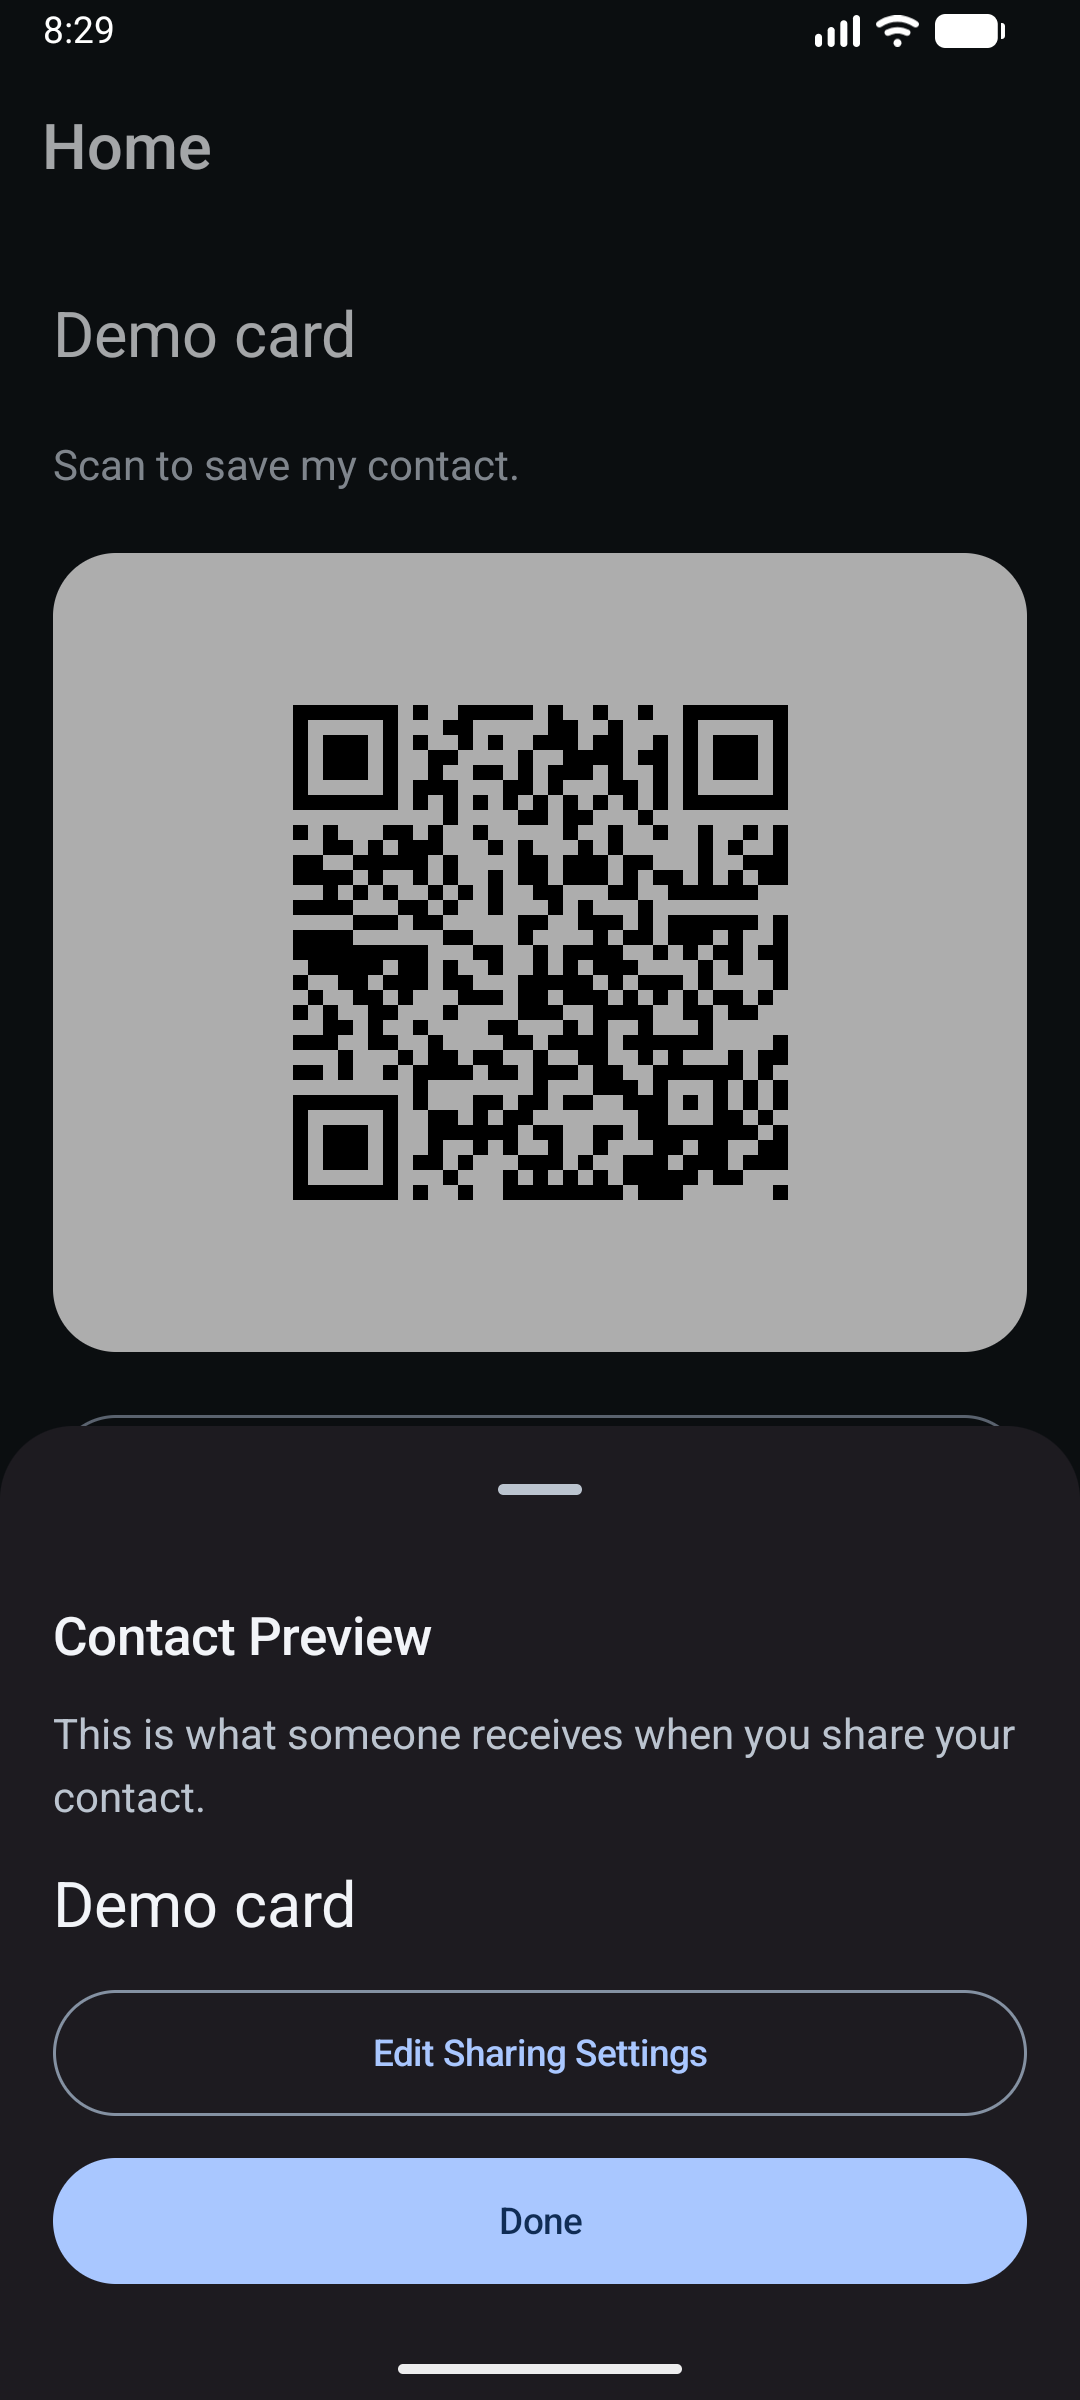 8:29
Home
Demo card
Scan to save my contact.
Contact Preview
This is what someone receives when you share your
contact.
Demo card
Edit Sharing Settings
Done